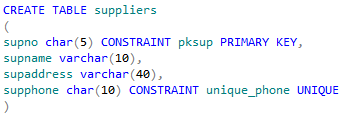 CREATE TABLE suppliers
(
supno char(5) CONSTRAINT pksup PRIMARY KEY,
supname varchar(10),
supaddress varchar(40),
supphone char(10) CONSTRAINT unique_phone UNIQUE
)